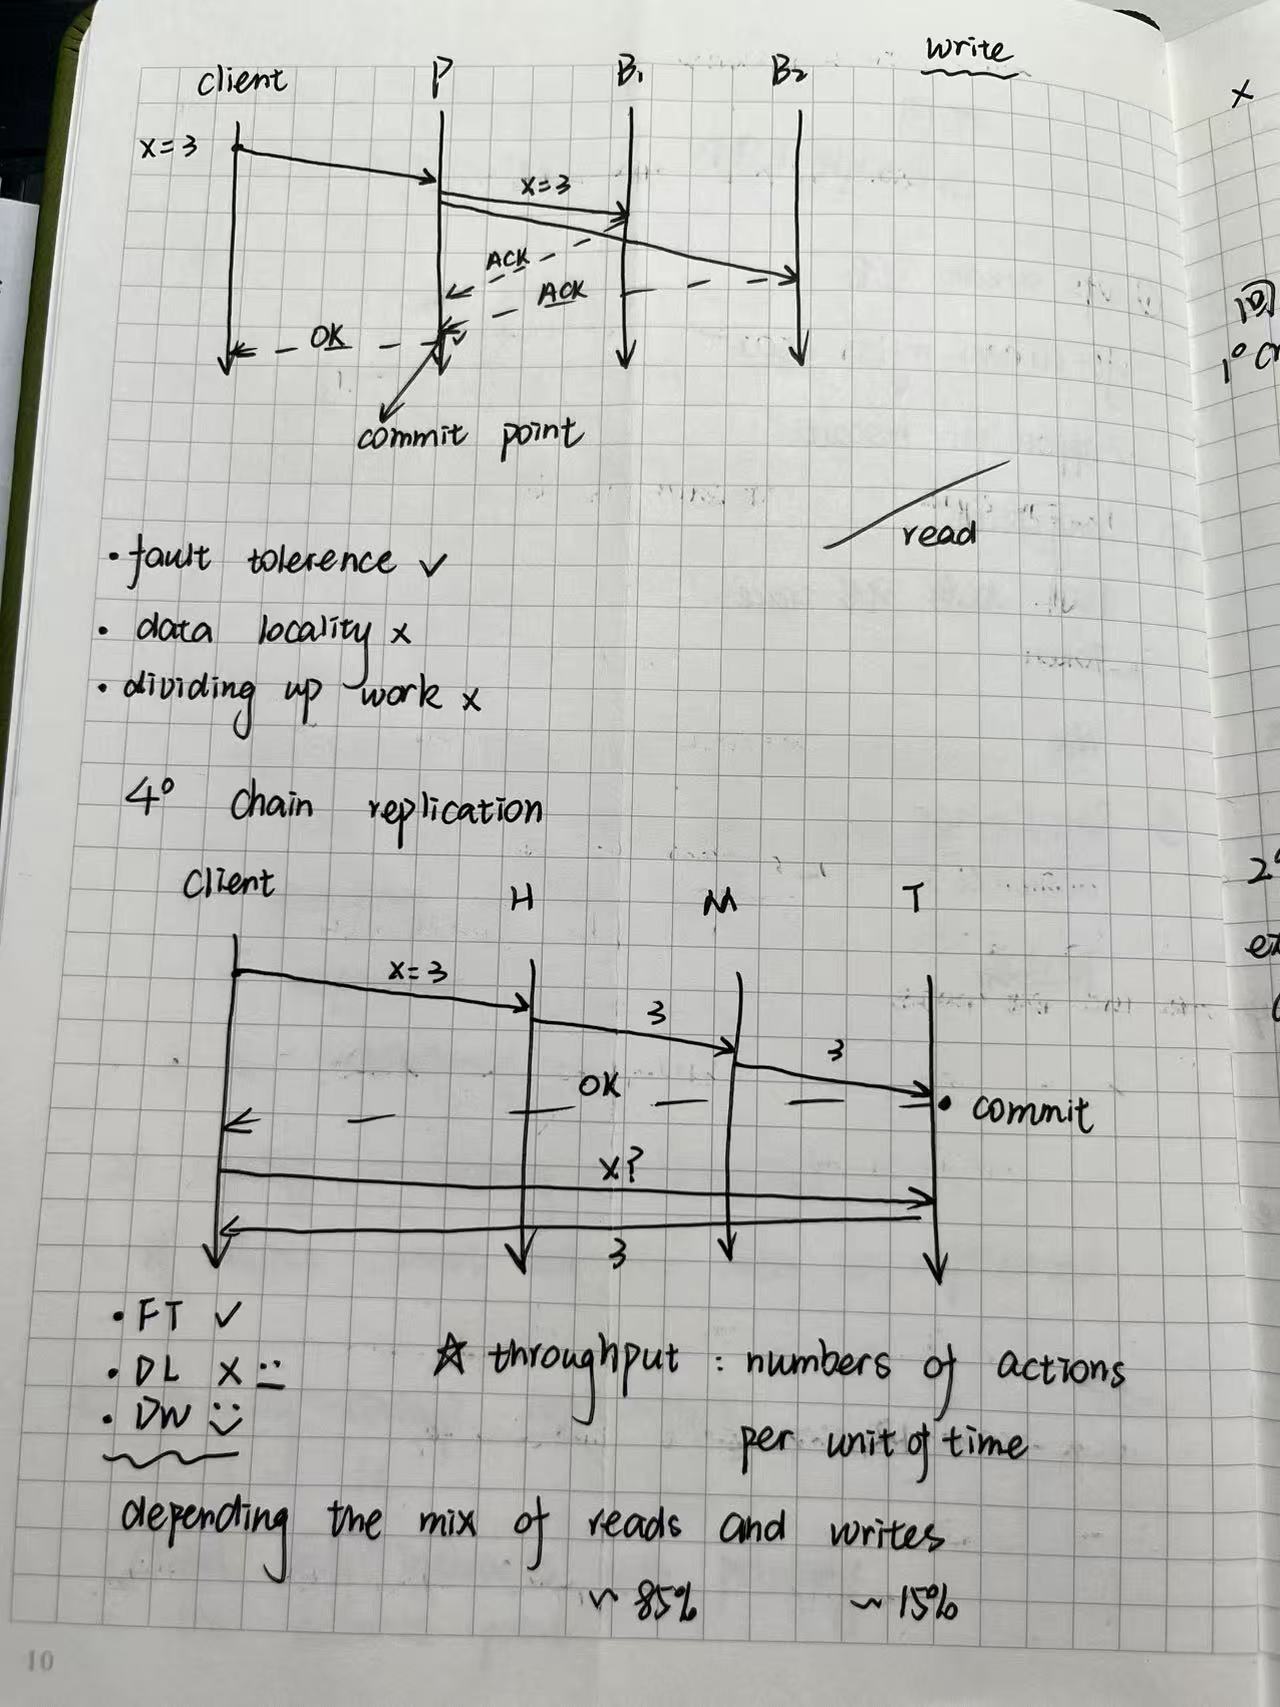 write
client P B₁ B₂
x=3
x=3
ACK
ACK
OK
commit point
read
• fault tolerence ✓
• data locality x
• dividing up work x
4° Chain replication
Client H M T
x=3
3
3
OK
• commit
x?
3
• FT ✓
• DL x
• DW
☆ throughput : numbers of actions
per unit of time
depending the mix of reads and writes
~ 85% ~ 15%
10
x
1°
2°